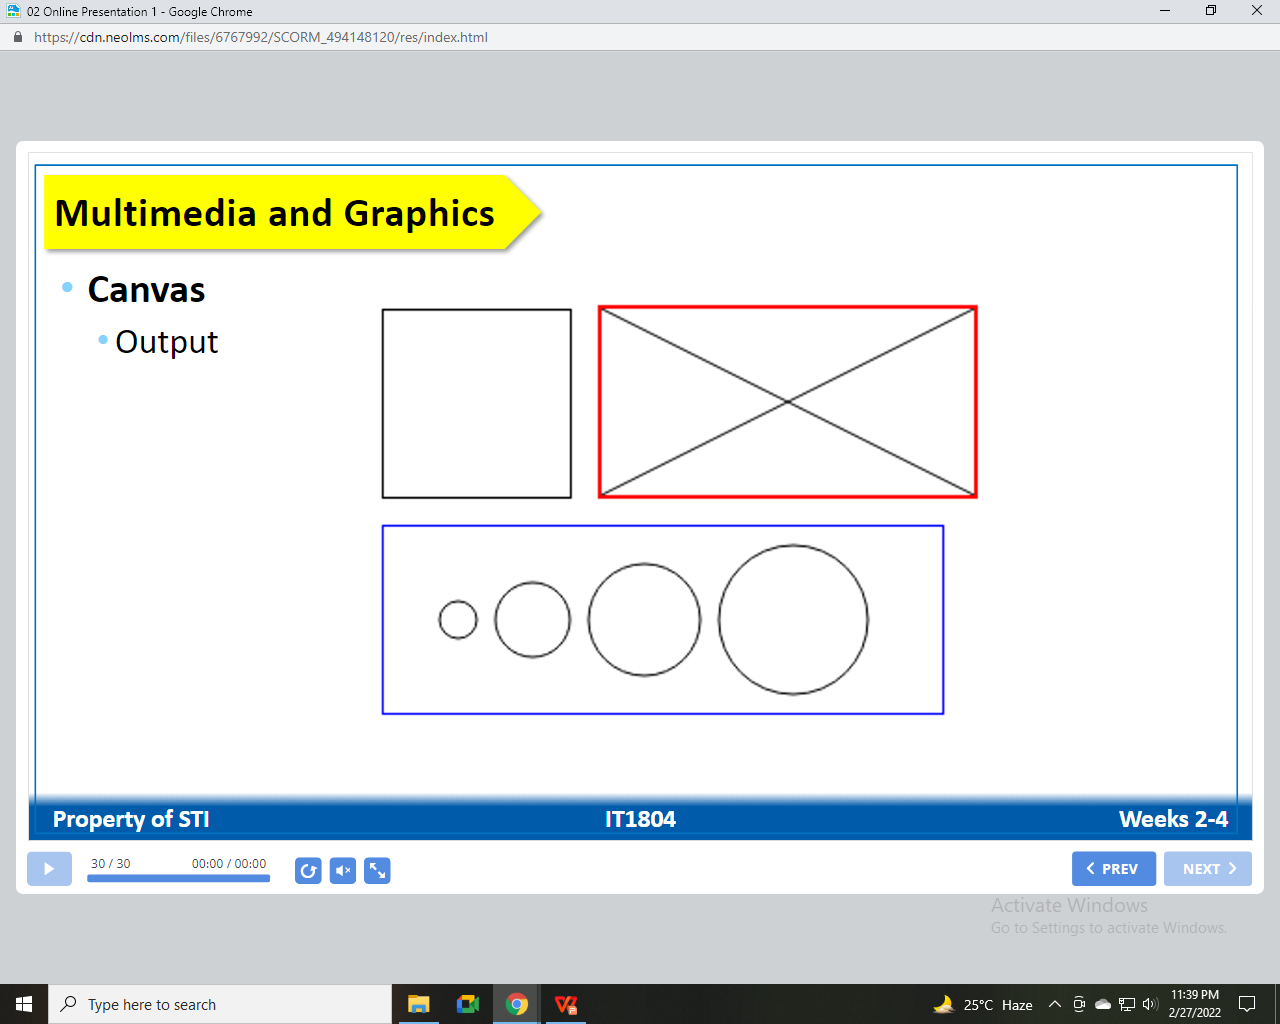 02 Online Presentation 1 - Google Chrome
https://cdn.neolms.com/files/6767992/SCORM_494148120/res/index.html
Multimedia and Graphics
Canvas
Output
Property of STI IT1804 Weeks 2-4
30 / 30 00:00 / 00:00 PREV NEXT
Activate Windows
Go to Settings to activate Windows.
Type here to search 25°C Haze 11:39 PM
2/27/2022